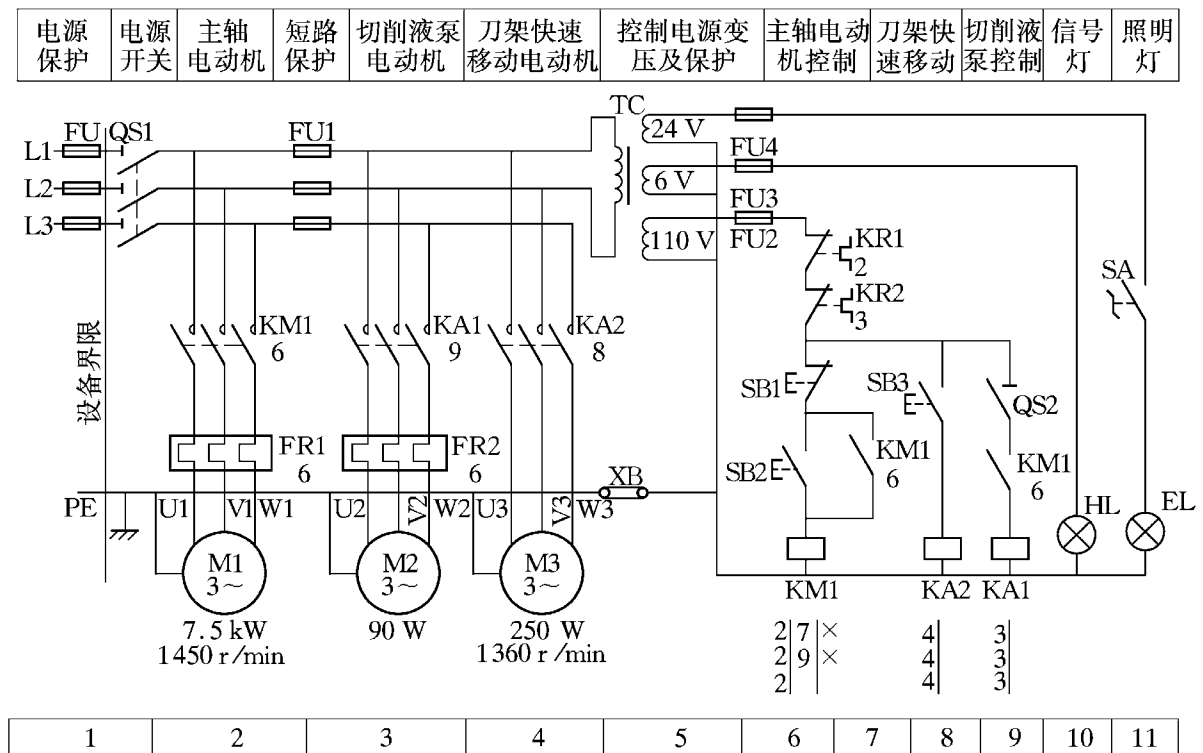 电源保护
电源开关
主轴电动机
短路保护
切削液泵电动机
刀架快速移动电动机
控制电源变压及保护
主轴电动机控制
刀架快速移动
切削液泵控制
信号灯
照明灯
TC
24 V
FU QS1
FU1
L1
FU4
L2
6 V
FU3
L3
110 V
FU2
KR1
2
SA
KR2
3
设备界限
KM1
6
KA1
9
KA2
8
SB1
SB3
QS2
FR1
6
FR2
6
SB2
KM1
6
KM1
6
XB
HL
EL
PE
U1
V1
W1
U2
V2
W2
U3
V3
W3
M1
3～
M2
3～
M3
3～
KM1
KA2
KA1
7.5 kW
1450 r/min
90 W
250 W
1360 r/min
2 7 ×
2 9 ×
2
4
4
4
3
3
3
1 2 3 4 5 6 7 8 9 10 11